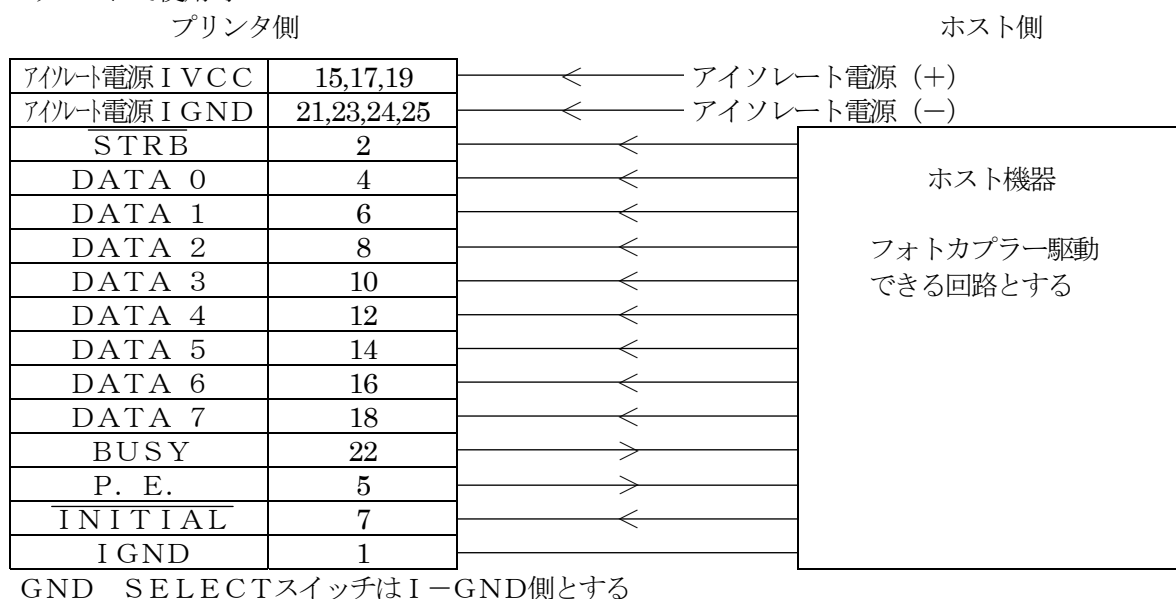 プリンタ側 ホスト側
アイソレート電源IVCC 15,17,19 アイソレート電源(+)
アイソレート電源IGND 21,23,24,25 アイソレート電源(-)
STRB 2
DATA 0 4 ホスト機器
DATA 1 6
DATA 2 8 フォトカプラー駆動
DATA 3 10 できる回路とする
DATA 4 12
DATA 5 14
DATA 6 16
DATA 7 18
BUSY 22
P. E. 5
INITIAL 7
IGND 1
GND SELECTスイッチはI-GND側とする